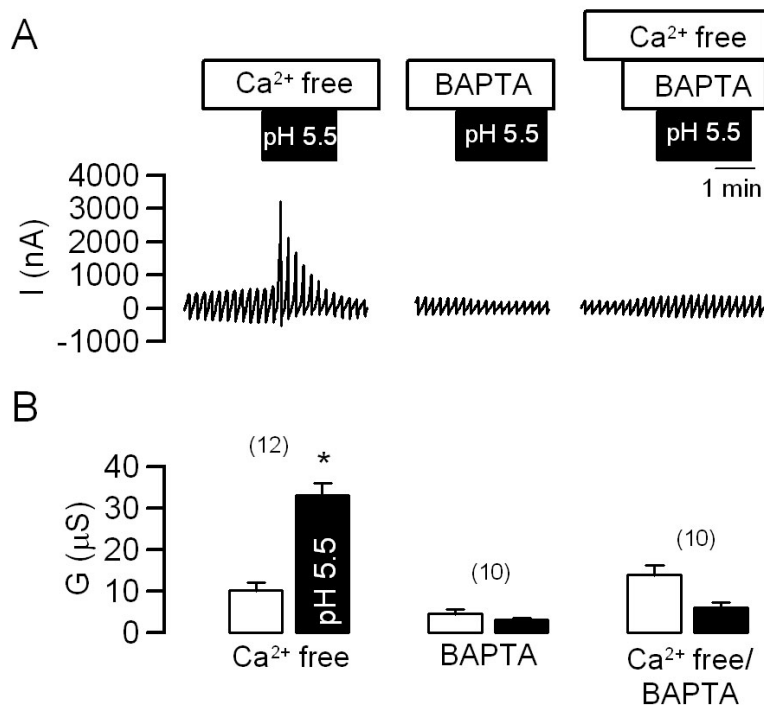 A
Ca²⁺ free
BAPTA
Ca²⁺ free
BAPTA
pH 5.5
pH 5.5
pH 5.5
1 min
I (nA)
4000
3000
2000
1000
0
-1000
B
G (µS)
40
30
20
10
0
(12)
*
pH 5.5
(10)
(10)
Ca²⁺ free
BAPTA
Ca²⁺ free/
BAPTA